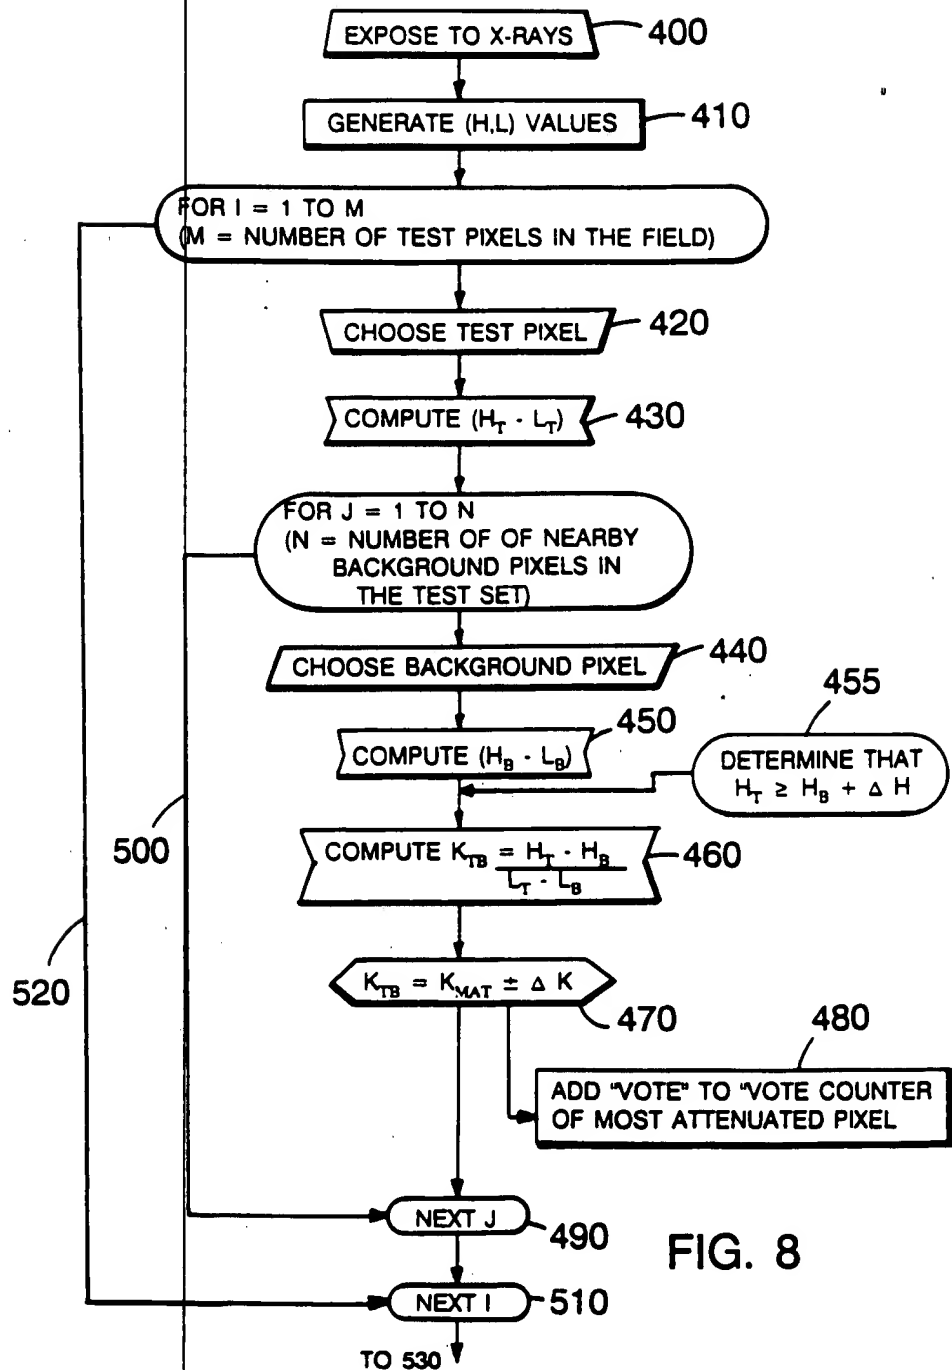 EXPOSE TO X-RAYS 400
GENERATE (H,L) VALUES 410
FOR I = 1 TO M
(M = NUMBER OF TEST PIXELS IN THE FIELD)
CHOOSE TEST PIXEL 420
COMPUTE (H_T - L_T) 430
FOR J = 1 TO N
(N = NUMBER OF OF NEARBY
BACKGROUND PIXELS IN
THE TEST SET)
CHOOSE BACKGROUND PIXEL 440
455
450
COMPUTE (H_B - L_B)
DETERMINE THAT
H_T ≥ H_B + Δ H
500
COMPUTE K_TB = H_T - H_B 460
L_T - L_B
520
K_TB = K_MAT ± Δ K
470
480
ADD "VOTE" TO "VOTE COUNTER
OF MOST ATTENUATED PIXEL
NEXT J
490
FIG. 8
NEXT I 510
TO 530